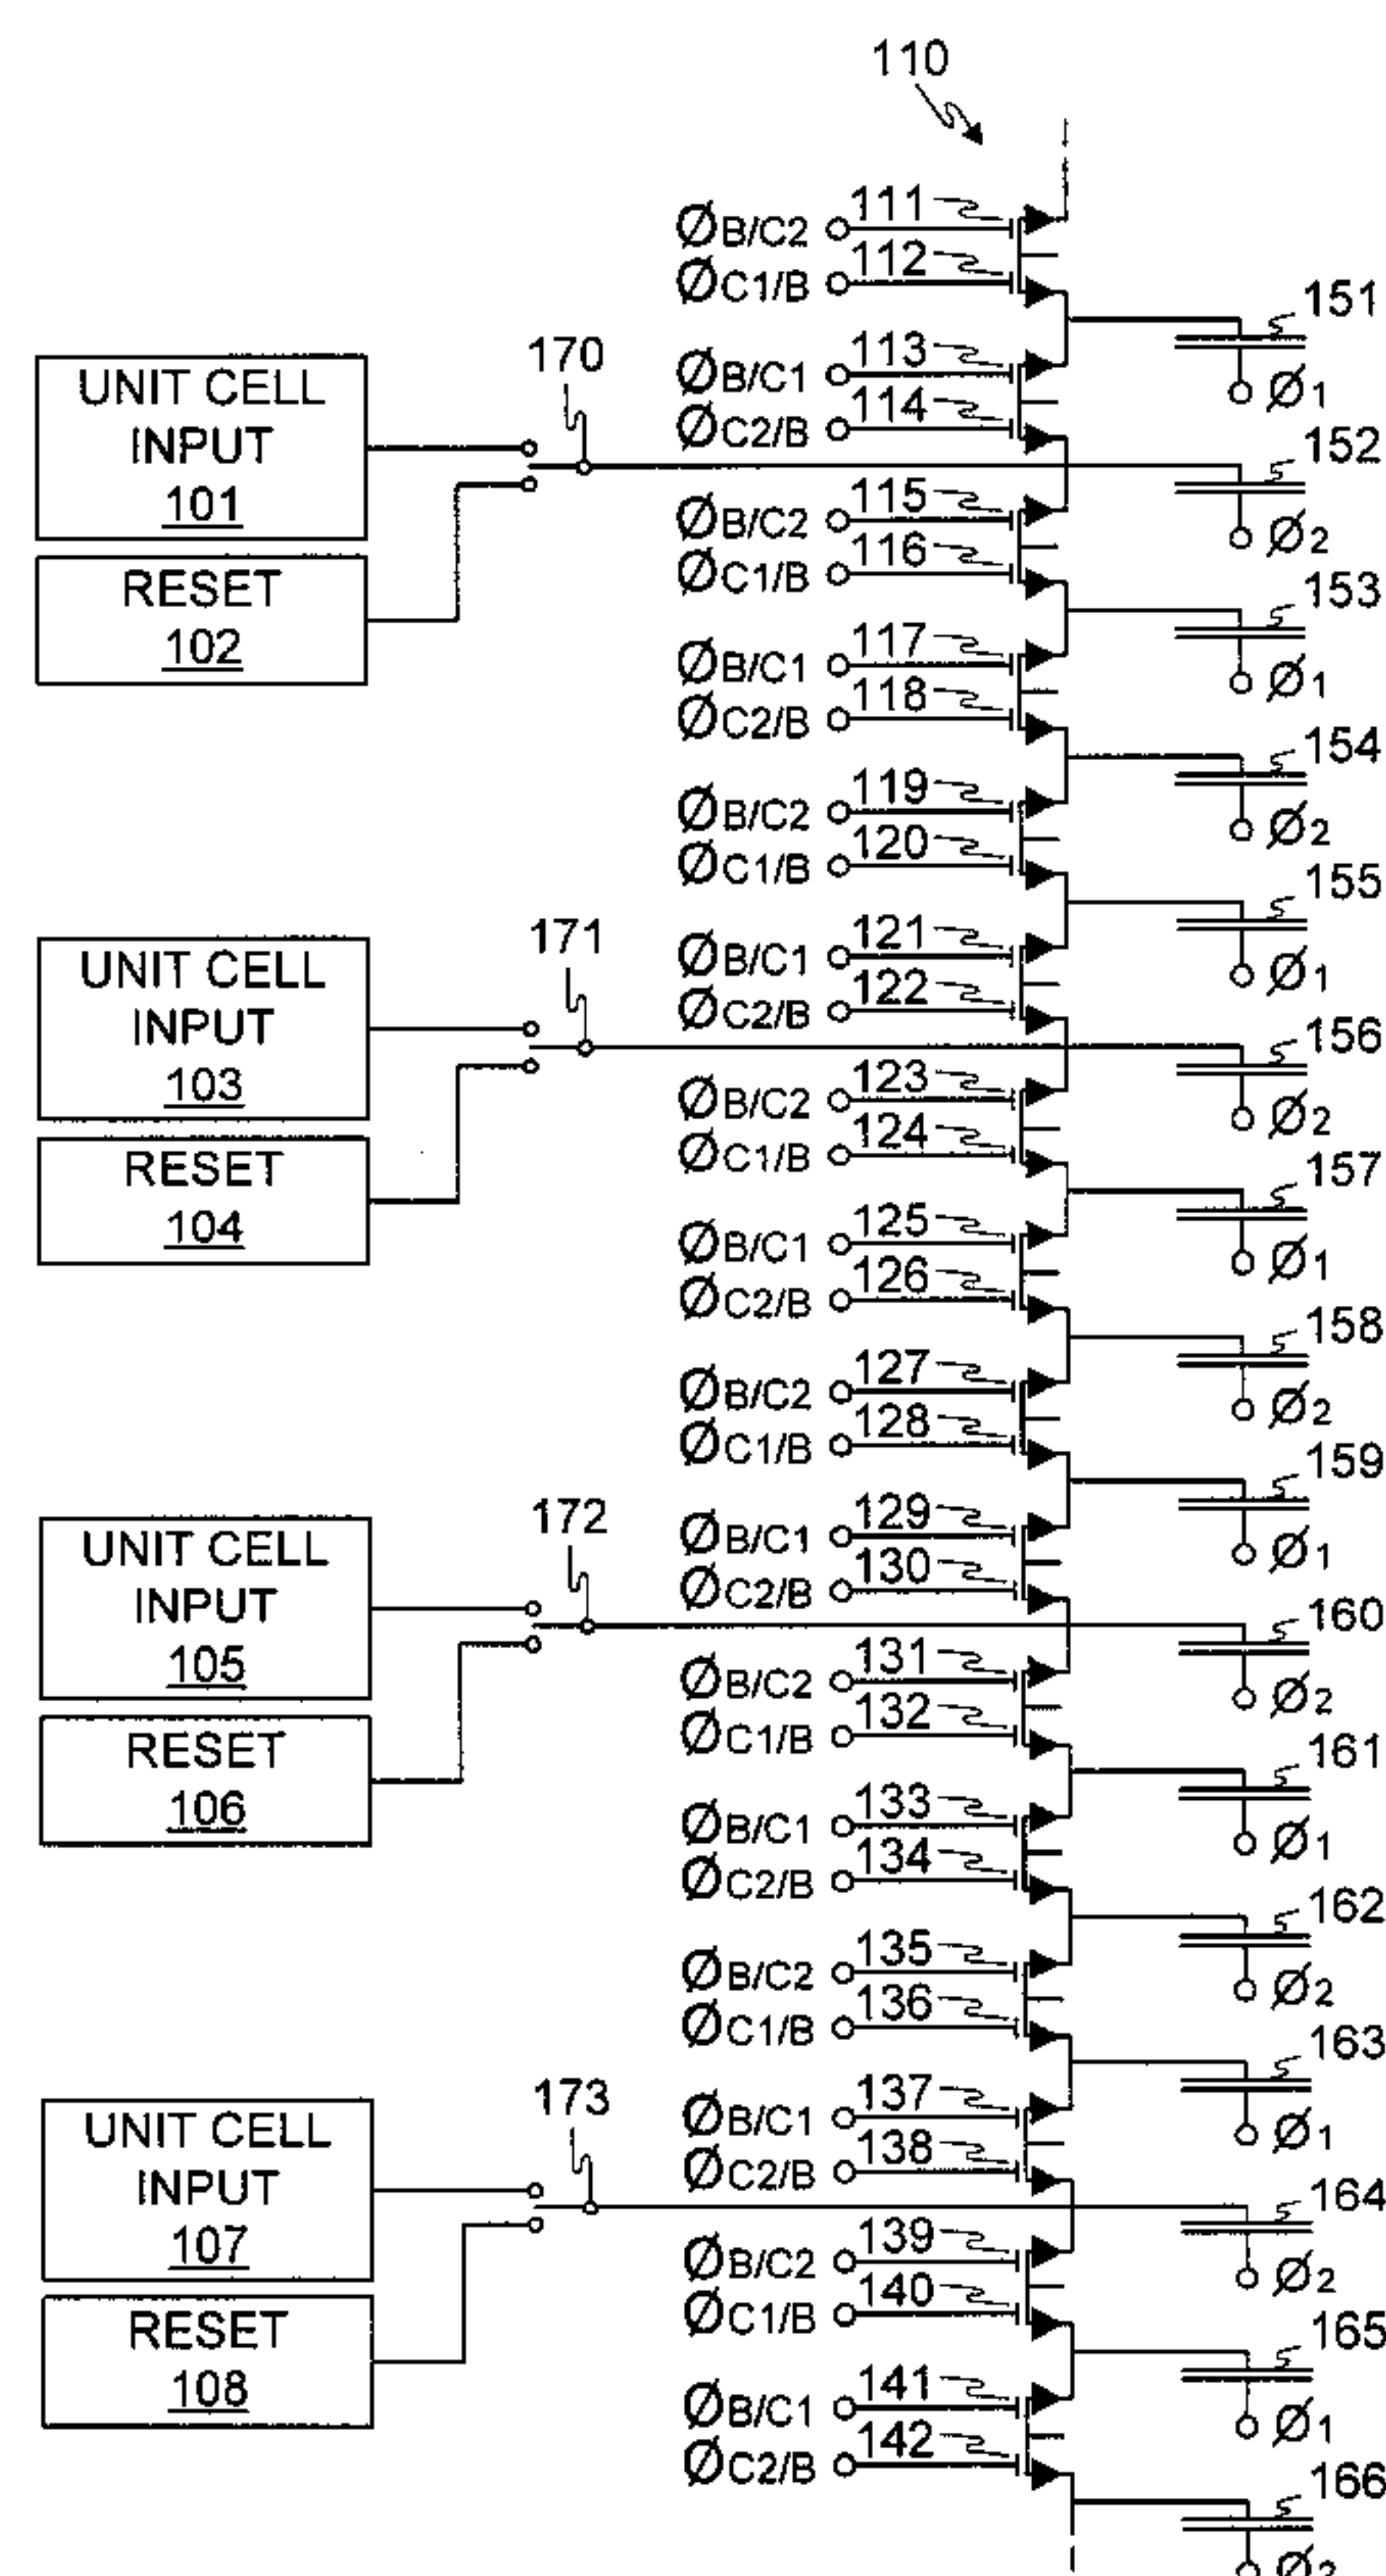 110
ØB/C2 111
ØC1/B 112
151
ØB/C1 113
Ø1
ØC2/B 114
UNIT CELL
INPUT
101
170
152
ØB/C2 115
Ø2
ØC1/B 116
RESET
102
153
ØB/C1 117
Ø1
ØC2/B 118
154
ØB/C2 119
Ø2
ØC1/B 120
155
UNIT CELL
INPUT
103
171
ØB/C1 121
Ø1
ØC2/B 122
156
ØB/C2 123
Ø2
ØC1/B 124
RESET
104
157
ØB/C1 125
Ø1
ØC2/B 126
158
ØB/C2 127
Ø2
ØC1/B 128
159
UNIT CELL
INPUT
105
172
ØB/C1 129
Ø1
ØC2/B 130
160
ØB/C2 131
Ø2
ØC1/B 132
RESET
106
161
ØB/C1 133
Ø1
ØC2/B 134
162
ØB/C2 135
Ø2
ØC1/B 136
163
UNIT CELL
INPUT
107
173
ØB/C1 137
Ø1
ØC2/B 138
164
ØB/C2 139
Ø2
ØC1/B 140
RESET
108
165
ØB/C1 141
Ø1
ØC2/B 142
166
Ø2